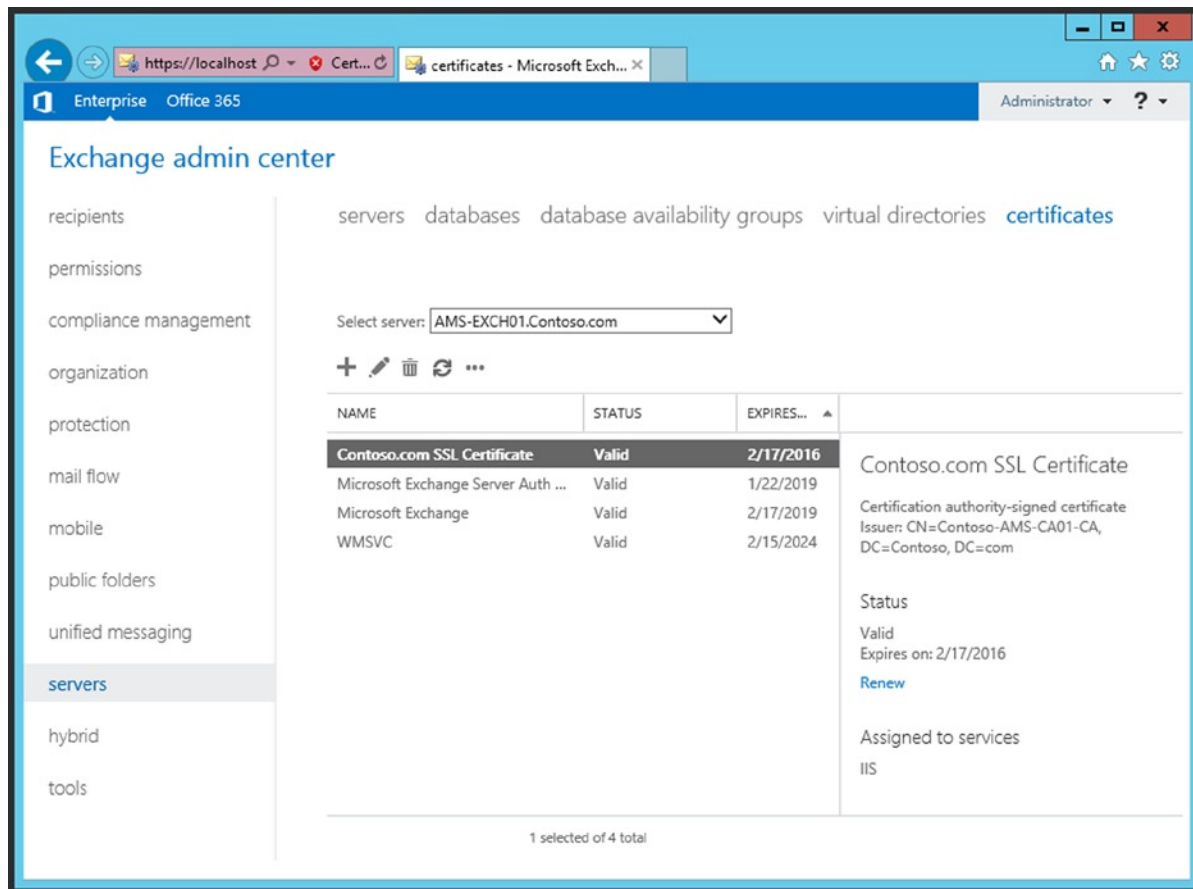 https://localhost
Cert...
certificates - Microsoft Exch...
Enterprise Office 365
Administrator ?
Exchange admin center
recipients
permissions
compliance management
organization
protection
mail flow
mobile
public folders
unified messaging
servers
hybrid
tools
servers databases database availability groups virtual directories certificates
Select server: AMS-EXCH01.Contoso.com
NAME STATUS EXPIRES...
Contoso.com SSL Certificate Valid 2/17/2016
Microsoft Exchange Server Auth ... Valid 1/22/2019
Microsoft Exchange Valid 2/17/2019
WMSVC Valid 2/15/2024
1 selected of 4 total
Contoso.com SSL Certificate
Certification authority-signed certificate
Issuer: CN=Contoso-AMS-CA01-CA,
DC=Contoso, DC=com
Status
Valid
Expires on: 2/17/2016
Renew
Assigned to services
IIS